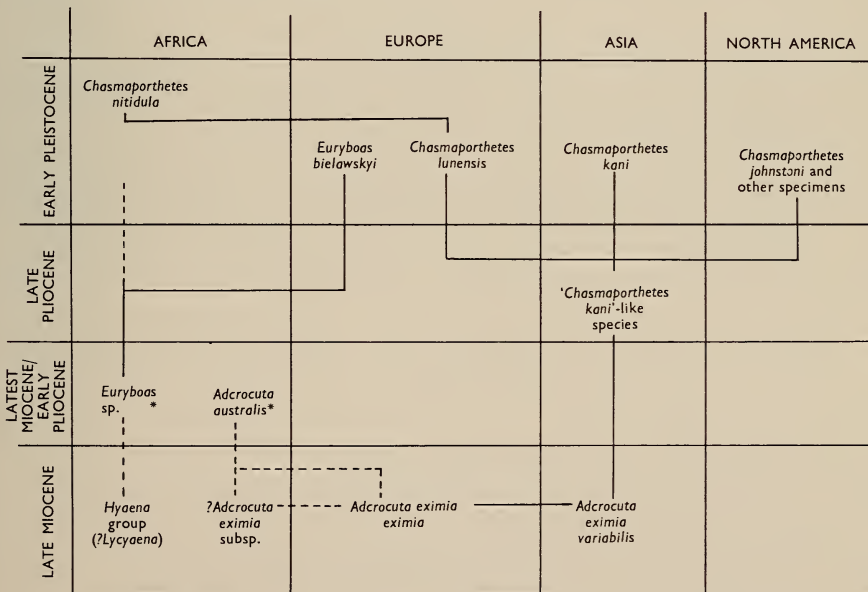 AFRICA
EUROPE
ASIA
NORTH AMERICA
EARLY PLEISTOCENE
Chasmaporthetes
nitidula
Euryboas
bielawskyi
Chasmaporthetes
lunensis
Chasmaporthetes
kani
Chasmaporthetes
johnstoni and
other specimens
LATE
PLIOCENE
'Chasmaporthetes
kani'-like
species
LATEST
MIOCENE/
EARLY
PLIOCENE
Euryboas
sp. *
Adcrocuta
australis*
LATE MIOCENE
Hyaena
group
(?Lycyaena)
?Adcrocuta
eximia
subsp.
Adcrocuta eximia
eximia
Adcrocuta
eximia
variabilis